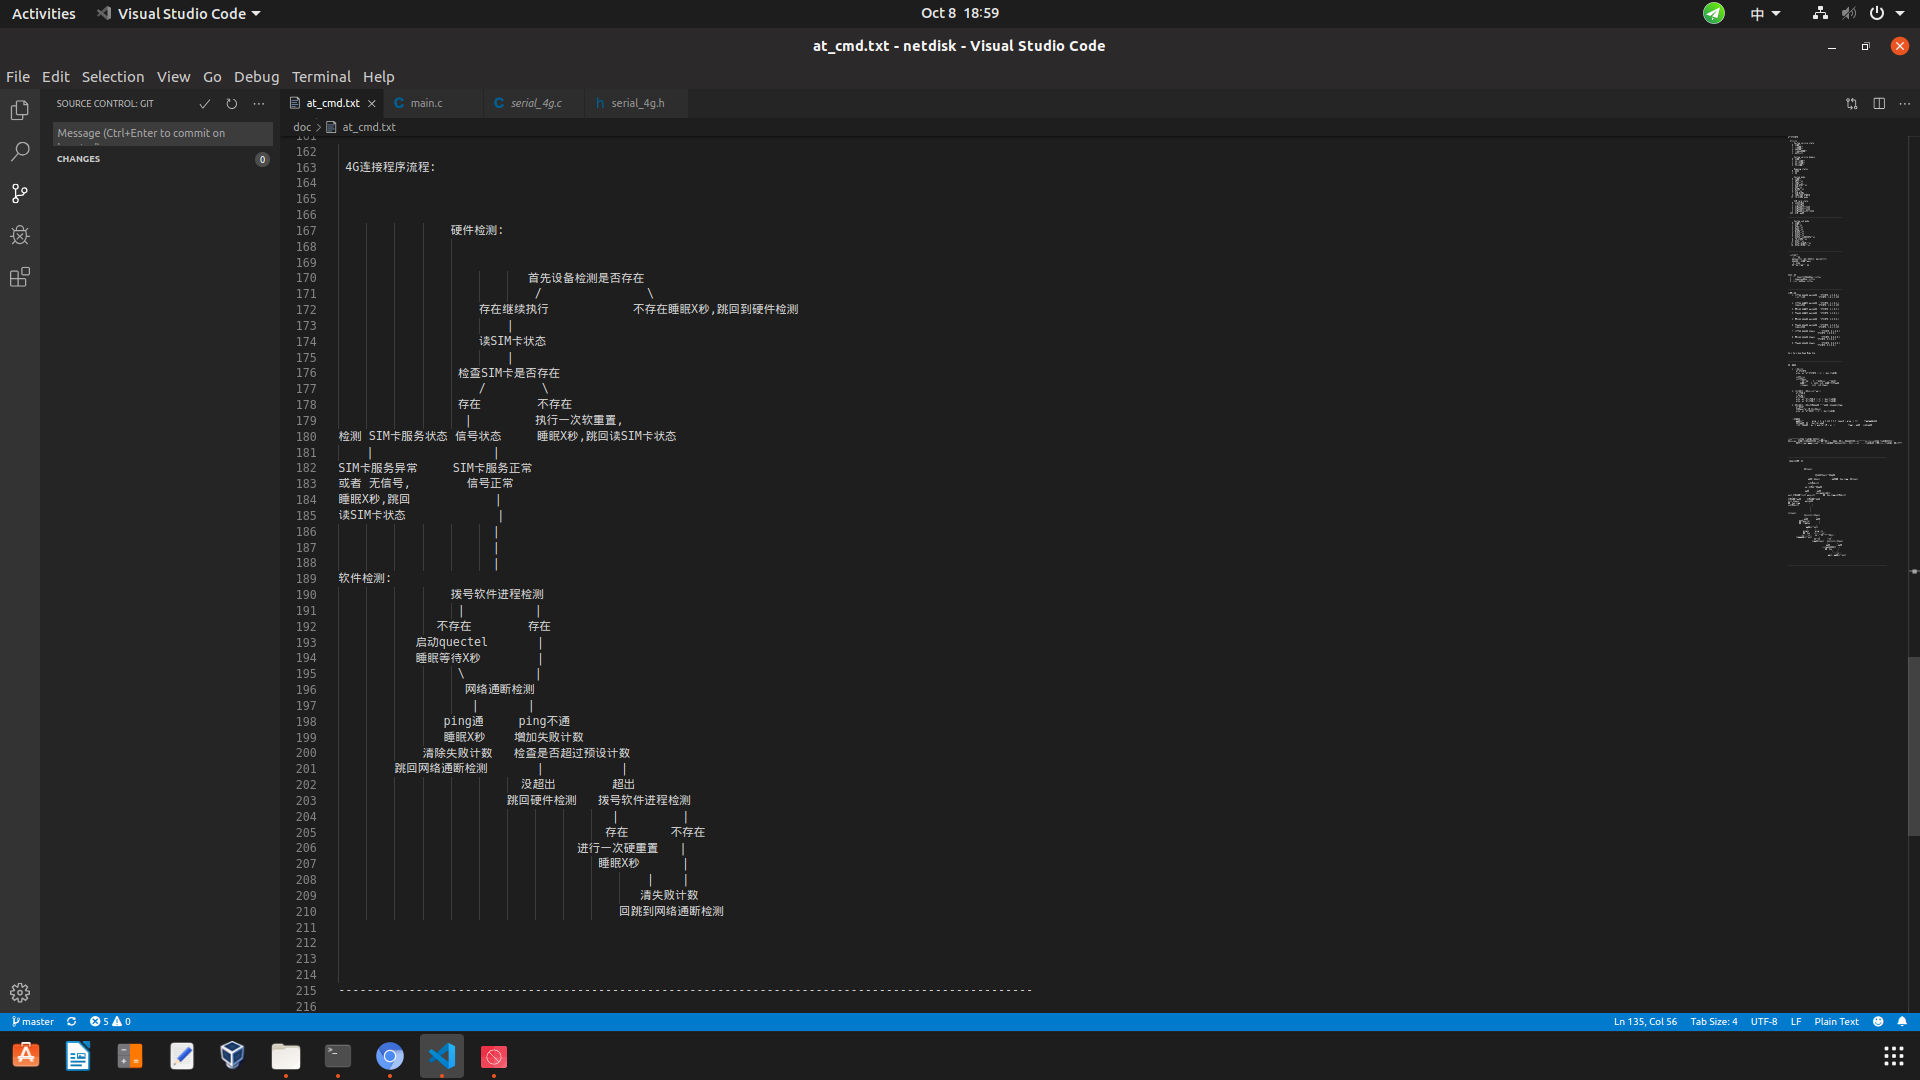 Activities
Visual Studio Code
Oct 8 18:59
中
at_cmd.txt - netdisk - Visual Studio Code
File Edit Selection View Go Debug Terminal Help
SOURCE CONTROL: GIT
at_cmd.txt
main.c
serial_4g.c
serial_4g.h
doc > at_cmd.txt
Message (Ctrl+Enter to commit on
CHANGES 0
161
162
163 4G连接程序流程:
164
165
166
167 硬件检测:
168
169
170 首先设备检测是否存在
171 / \
172 存在继续执行 不存在睡眠X秒,跳回到硬件检测
173 |
174 读SIM卡状态
175 |
176 检查SIM卡是否存在
177 / \
178 存在 不存在
179 | 执行一次软重置,
180 检测 SIM卡服务状态 信号状态 睡眠X秒,跳回读SIM卡状态
181 | |
182 SIM卡服务异常 SIM卡服务正常
183 或者 无信号, 信号正常
184 睡眠X秒,跳回 |
185 读SIM卡状态 |
186 |
187 |
188 |
189 软件检测:
190 拨号软件进程检测
191 | |
192 不存在 存在
193 启动quectel |
194 睡眠等待X秒 |
195 \ |
196 网络通断检测
197 | |
198 ping通 ping不通
199 睡眠X秒 增加失败计数
200 清除失败计数 检查是否超过预设计数
201 跳回网络通断检测 | |
202 没超出 超出
203 跳回硬件检测 拨号软件进程检测
204 | |
205 存在 不存在
206 进行一次硬重置 |
207 睡眠X秒 |
208 | |
209 清失败计数
210 回跳到网络通断检测
211
212
213
214
215 ---------------------------------------------------------------------------------------------------
216
master 5 0
Ln 135, Col 56 Tab Size: 4 UTF-8 LF Plain Text